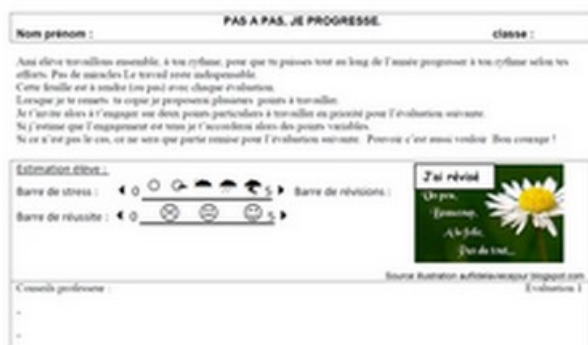 PAS A PAS, JE PROGRESSE.
Nom prénom : classe :
Ami élève travaillons ensemble, à ton rythme, pour que tu puisses tout au long de l'année progresser à ton rythme selon tes
efforts. Pas de miracles Le travail reste indispensable.
Cette feuille est à rendre (ou pas) avec chaque évaluation.
Lorsque je te remets ta copie je proposerai plusieurs points à travailler.
Je t'invite alors à t'engager sur deux points particuliers à travailler en priorité pour l'évaluation suivante.
Si j'estime que l'engagement est tenu je t'accorderai alors des points variables.
Si ce n'est pas le cas, ce ne sera que partie remise pour l'évaluation suivante. Pouvoir c'est aussi vouloir Bon courage !
Estimation élève :
Barre de stress : 0 5 Barre de révisions :
Barre de réussite : 0 5
J'ai révisé
Un peu,
Beaucoup,
A la folie,
Pas du tout...
Source illustration aufildelaviecejour blogspot.com
Conseils professeur : Evaluation 1
-
-